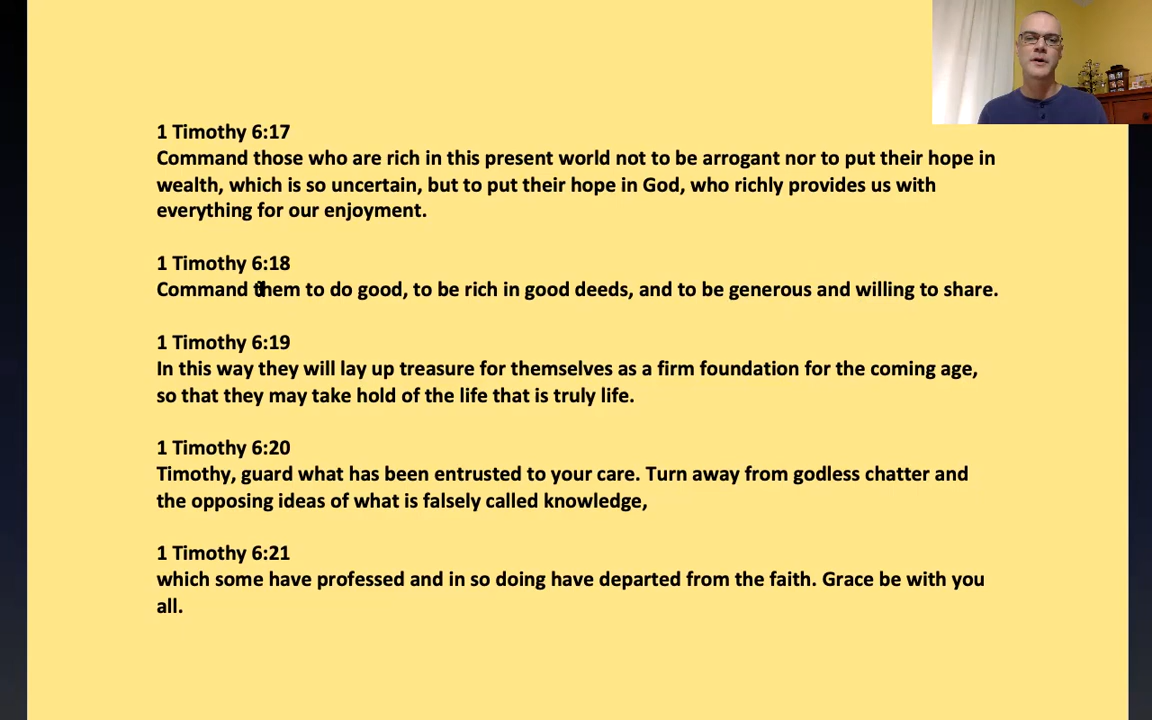 1 Timothy 6:17
Command those who are rich in this present world not to be arrogant nor to put their hope in
wealth, which is so uncertain, but to put their hope in God, who richly provides us with
everything for our enjoyment.
1 Timothy 6:18
Command them to do good, to be rich in good deeds, and to be generous and willing to share.
1 Timothy 6:19
In this way they will lay up treasure for themselves as a firm foundation for the coming age,
so that they may take hold of the life that is truly life.
1 Timothy 6:20
Timothy, guard what has been entrusted to your care. Turn away from godless chatter and
the opposing ideas of what is falsely called knowledge,
1 Timothy 6:21
which some have professed and in so doing have departed from the faith. Grace be with you
all.